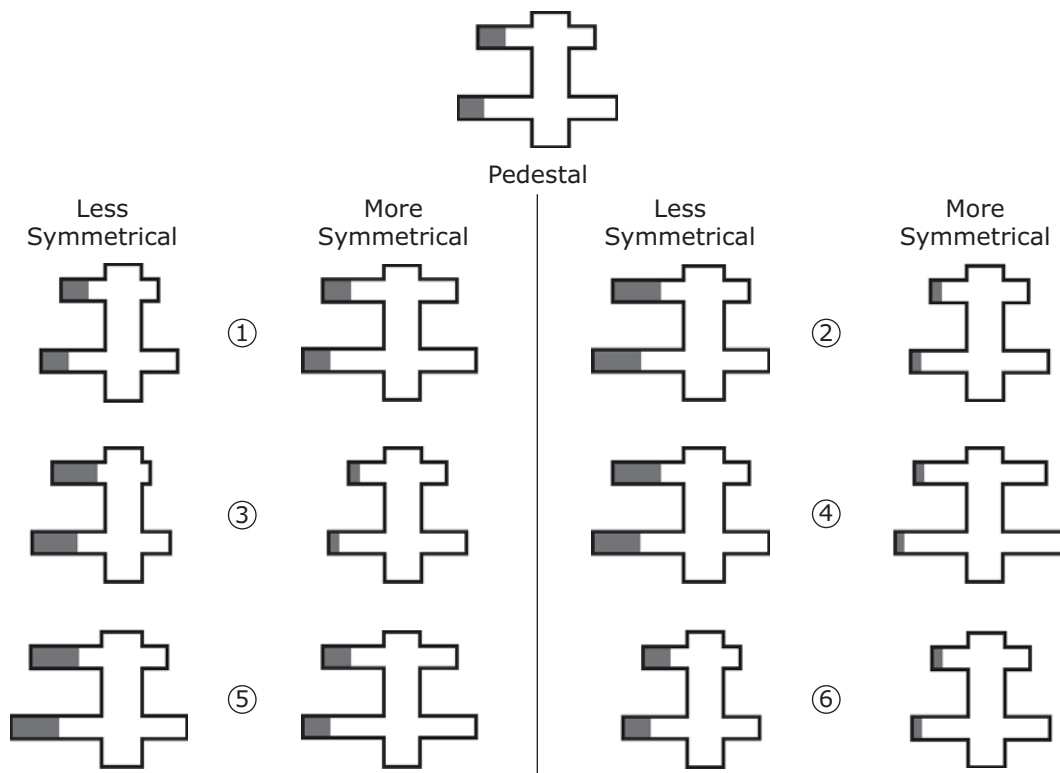 Pedestal
Less
Symmetrical
More
Symmetrical
Less
Symmetrical
More
Symmetrical
①
②
③
④
⑤
⑥